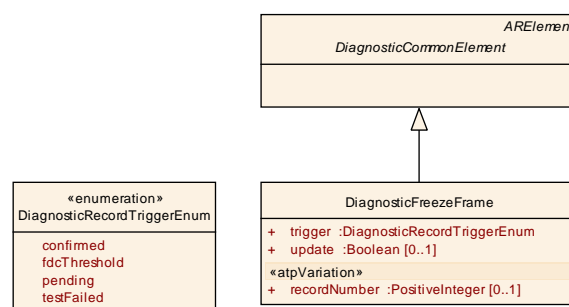 ARElemen
DiagnosticCommonElement
«enumeration»
DiagnosticRecordTriggerEnum
confirmed
fdcThreshold
pending
testFailed
DiagnosticFreezeFrame
+ trigger :DiagnosticRecordTriggerEnum
+ update :Boolean [0..1]
«atpVariation»
+ recordNumber :PositiveInteger [0..1]